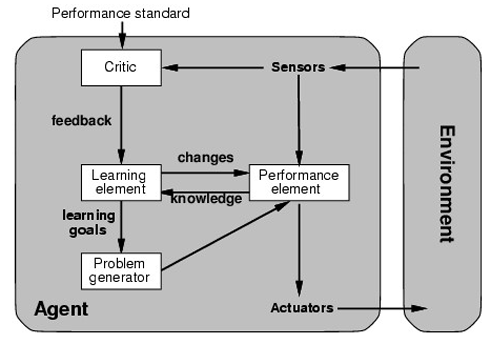 Performance standard
Critic
Sensors
feedback
changes
Learning
element
Performance
element
knowledge
learning
goals
Problem
generator
Agent
Actuators
Environment